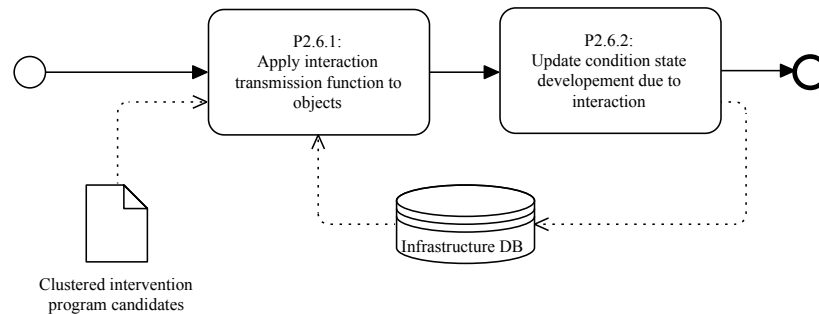 P2.6.1:
Apply interaction
transmission function to
objects
P2.6.2:
Update condition state
developement due to
interaction
Infrastructure DB
Clustered intervention
program candidates